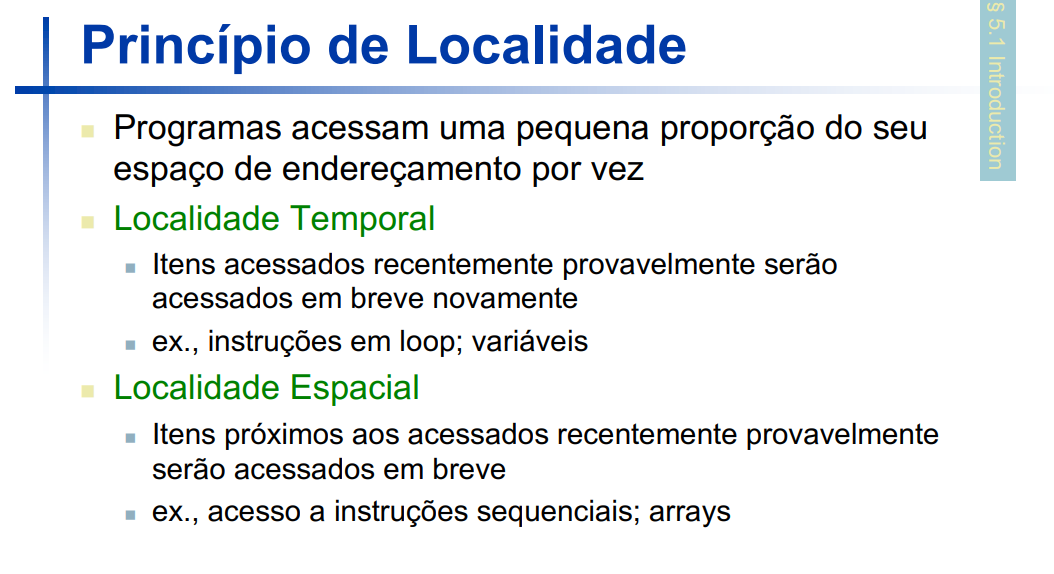 Princípio de Localidade
§ 5.1 Introduction
Programas acessam uma pequena proporção do seu
espaço de endereçamento por vez
Localidade Temporal
Itens acessados recentemente provavelmente serão
acessados em breve novamente
ex., instruções em loop; variáveis
Localidade Espacial
Itens próximos aos acessados recentemente provavelmente
serão acessados em breve
ex., acesso a instruções sequenciais; arrays